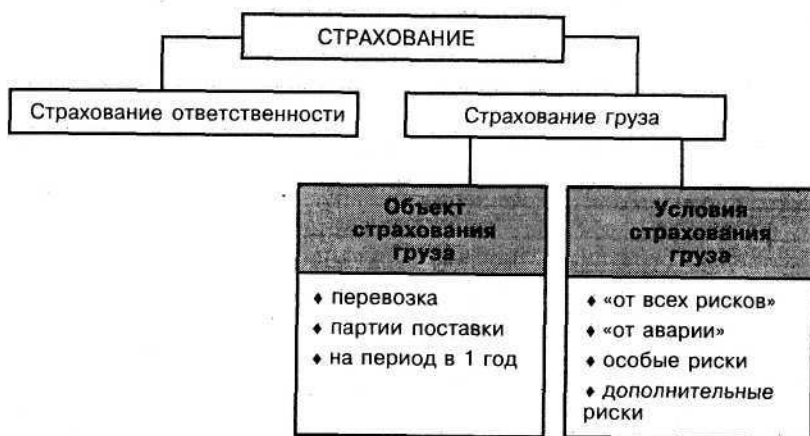 СТРАХОВАНИЕ
Страхование ответственности
Страхование груза
Объект
страхования
груза
♦ перевозка
♦ партии поставки
♦ на период в 1 год
Условия
страхования
груза
♦ «от всех рисков»
♦ «от аварии»
♦ особые риски
♦ дополнительные
риски